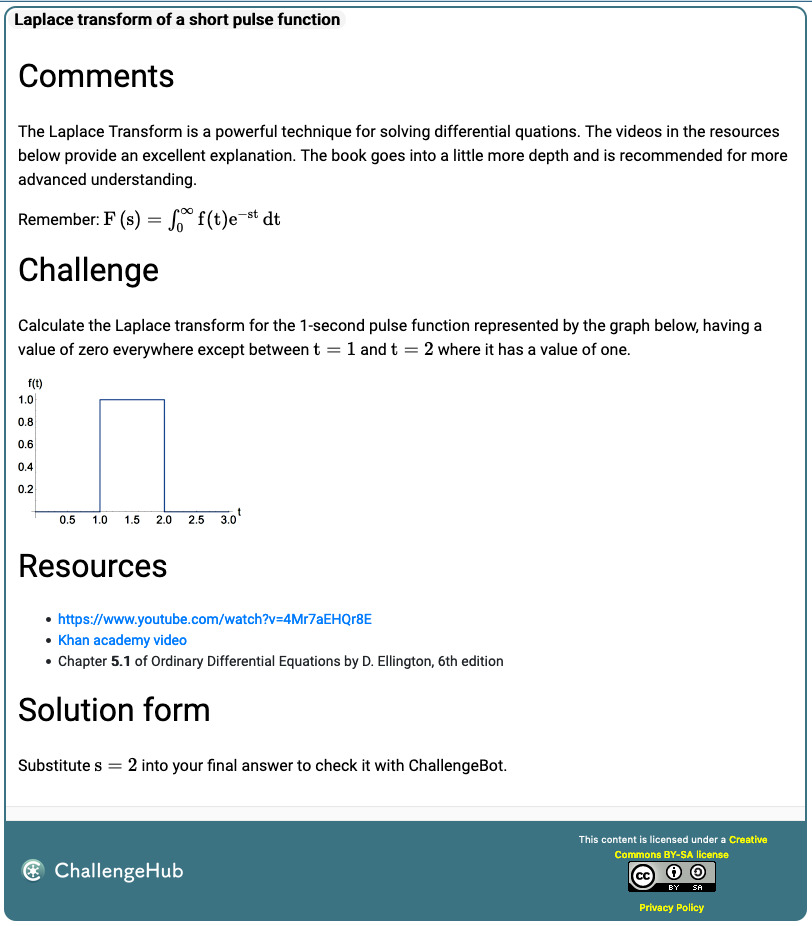 Laplace transform of a short pulse function
Comments
The Laplace Transform is a powerful technique for solving differential quations. The videos in the resources
below provide an excellent explanation. The book goes into a little more depth and is recommended for more
advanced understanding.
Remember: F (s) = ∫₀^∞ f(t)e^−st dt
Challenge
Calculate the Laplace transform for the 1-second pulse function represented by the graph below, having a
value of zero everywhere except between t = 1 and t = 2 where it has a value of one.
f(t)
1.0
0.8
0.6
0.4
0.2
0.5 1.0 1.5 2.0 2.5 3.0 t
Resources
• https://www.youtube.com/watch?v=4Mr7aEHQr8E
• Khan academy video
• Chapter 5.1 of Ordinary Differential Equations by D. Ellington, 6th edition
Solution form
Substitute s = 2 into your final answer to check it with ChallengeBot.
ChallengeHub
This content is licensed under a Creative
Commons BY-SA license
cc
BY SA
Privacy Policy